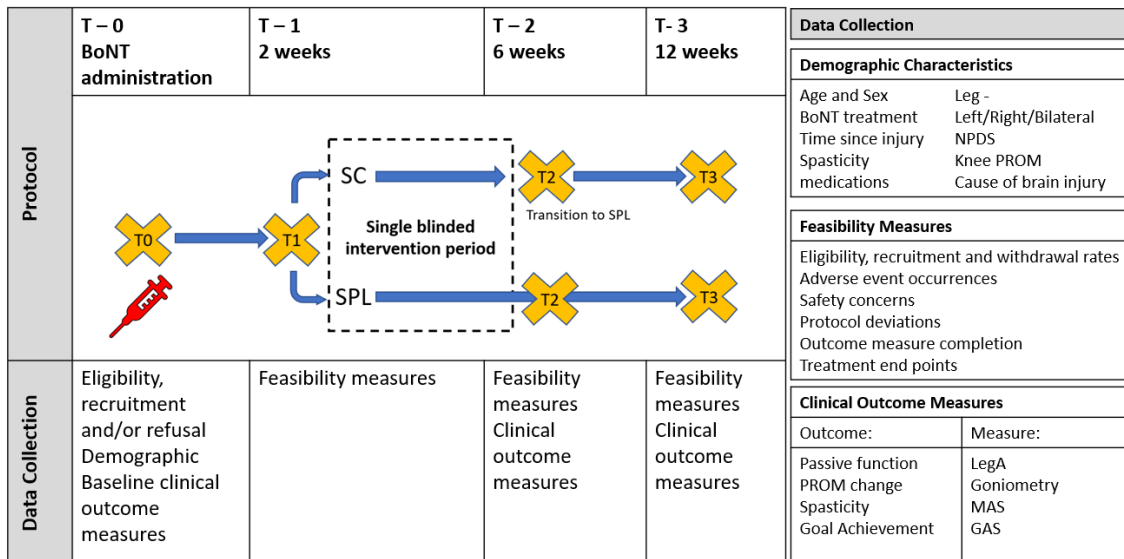 T – 0
BoNT
administration
T – 1
2 weeks
T – 2
6 weeks
T- 3
12 weeks
Protocol
T0
T1
SC
Single blinded
intervention period
SPL
T2
Transition to SPL
T3
T2
T3
Data Collection
Eligibility,
recruitment
and/or refusal
Demographic
Baseline clinical
outcome
measures
Feasibility measures
Feasibility
measures
Clinical
outcome
measures
Feasibility
measures
Clinical
outcome
measures
Data Collection
Demographic Characteristics
Age and Sex
BoNT treatment
Time since injury
Spasticity
medications
Leg -
Left/Right/Bilateral
NPDS
Knee PROM
Cause of brain injury
Feasibility Measures
Eligibility, recruitment and withdrawal rates
Adverse event occurrences
Safety concerns
Protocol deviations
Outcome measure completion
Treatment end points
Clinical Outcome Measures
Outcome: Measure:
Passive function LegA
PROM change Goniometry
Spasticity MAS
Goal Achievement GAS